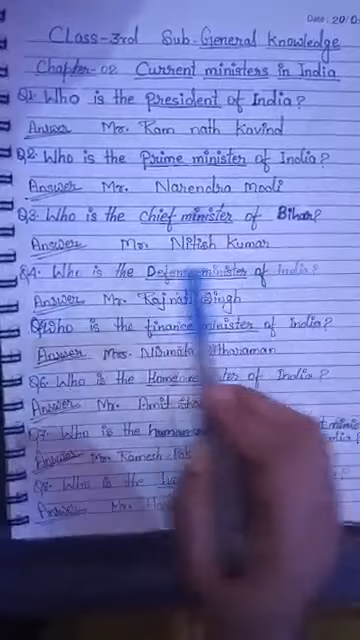 Date: 20/0
Class-3rd Sub-General Knowledge
Chapter-02 Current ministers in India
Q1. Who is the president of India?
Answer Mr. Ram nath Kovind
Q2. Who is the Prime minister of India?
Answer Mr. Narendra Modi
Q3. Who is the chief minister of Bihar?
Answer Mr. Nitish Kumar
Q4. Who is the Defence minister of India?
Answer Mr. Rajnath Singh
Who is the finance minister of India?
Answer Mrs. Nirmala
Q6. Who is the Home of India?
Answer Mr. Amit
Q7. Who is the human
Answer Mr. Ramesh
Q8. Who is the
Answer Mr.